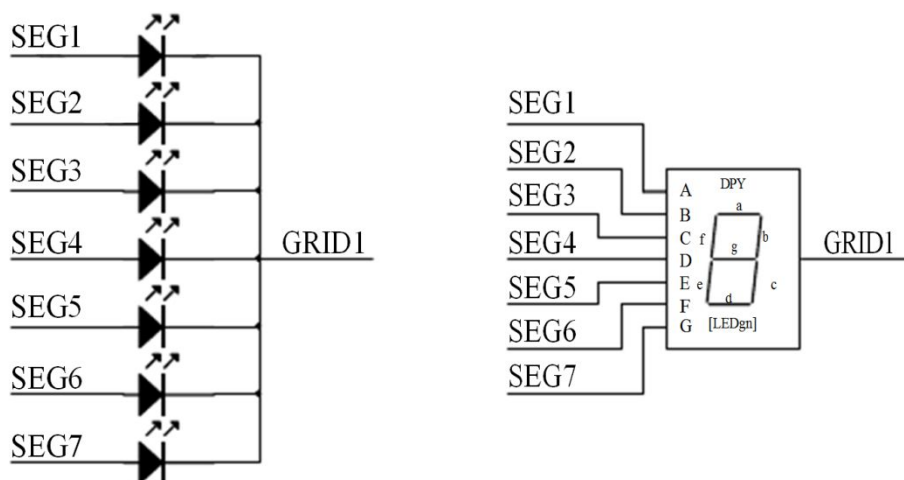 SEG1
SEG2
SEG3
SEG4
SEG5
SEG6
SEG7
GRID1
SEG1
SEG2
SEG3
SEG4
SEG5
SEG6
SEG7
A
B
C
D
E
F
G
DPY
a
f
b
g
e
c
d
[LEDgn]
GRID1